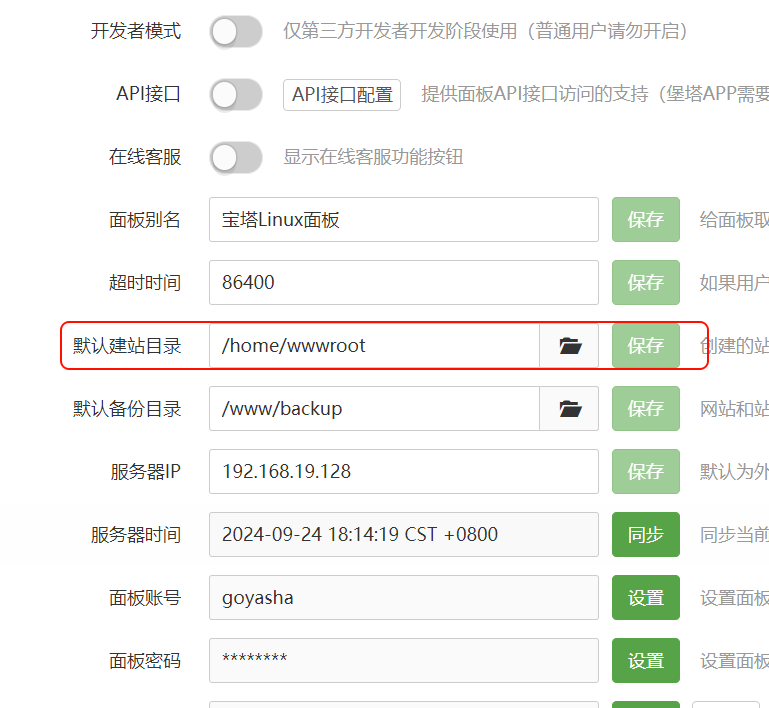 开发者模式 仅第三方开发者开发阶段使用（普通用户请勿开启）
API接口 API接口配置 提供面板API接口访问的支持（堡塔APP需要
在线客服 显示在线客服功能按钮
面板别名 宝塔Linux面板 保存 给面板取
超时时间 86400 保存 如果用户
默认建站目录 /home/wwwroot 保存 创建的站
默认备份目录 /www/backup 保存 网站和站
服务器IP 192.168.19.128 保存 默认为外
服务器时间 2024-09-24 18:14:19 CST +0800 同步 同步当前
面板账号 goyasha 设置 设置面板
面板密码 ******** 设置 设置面板